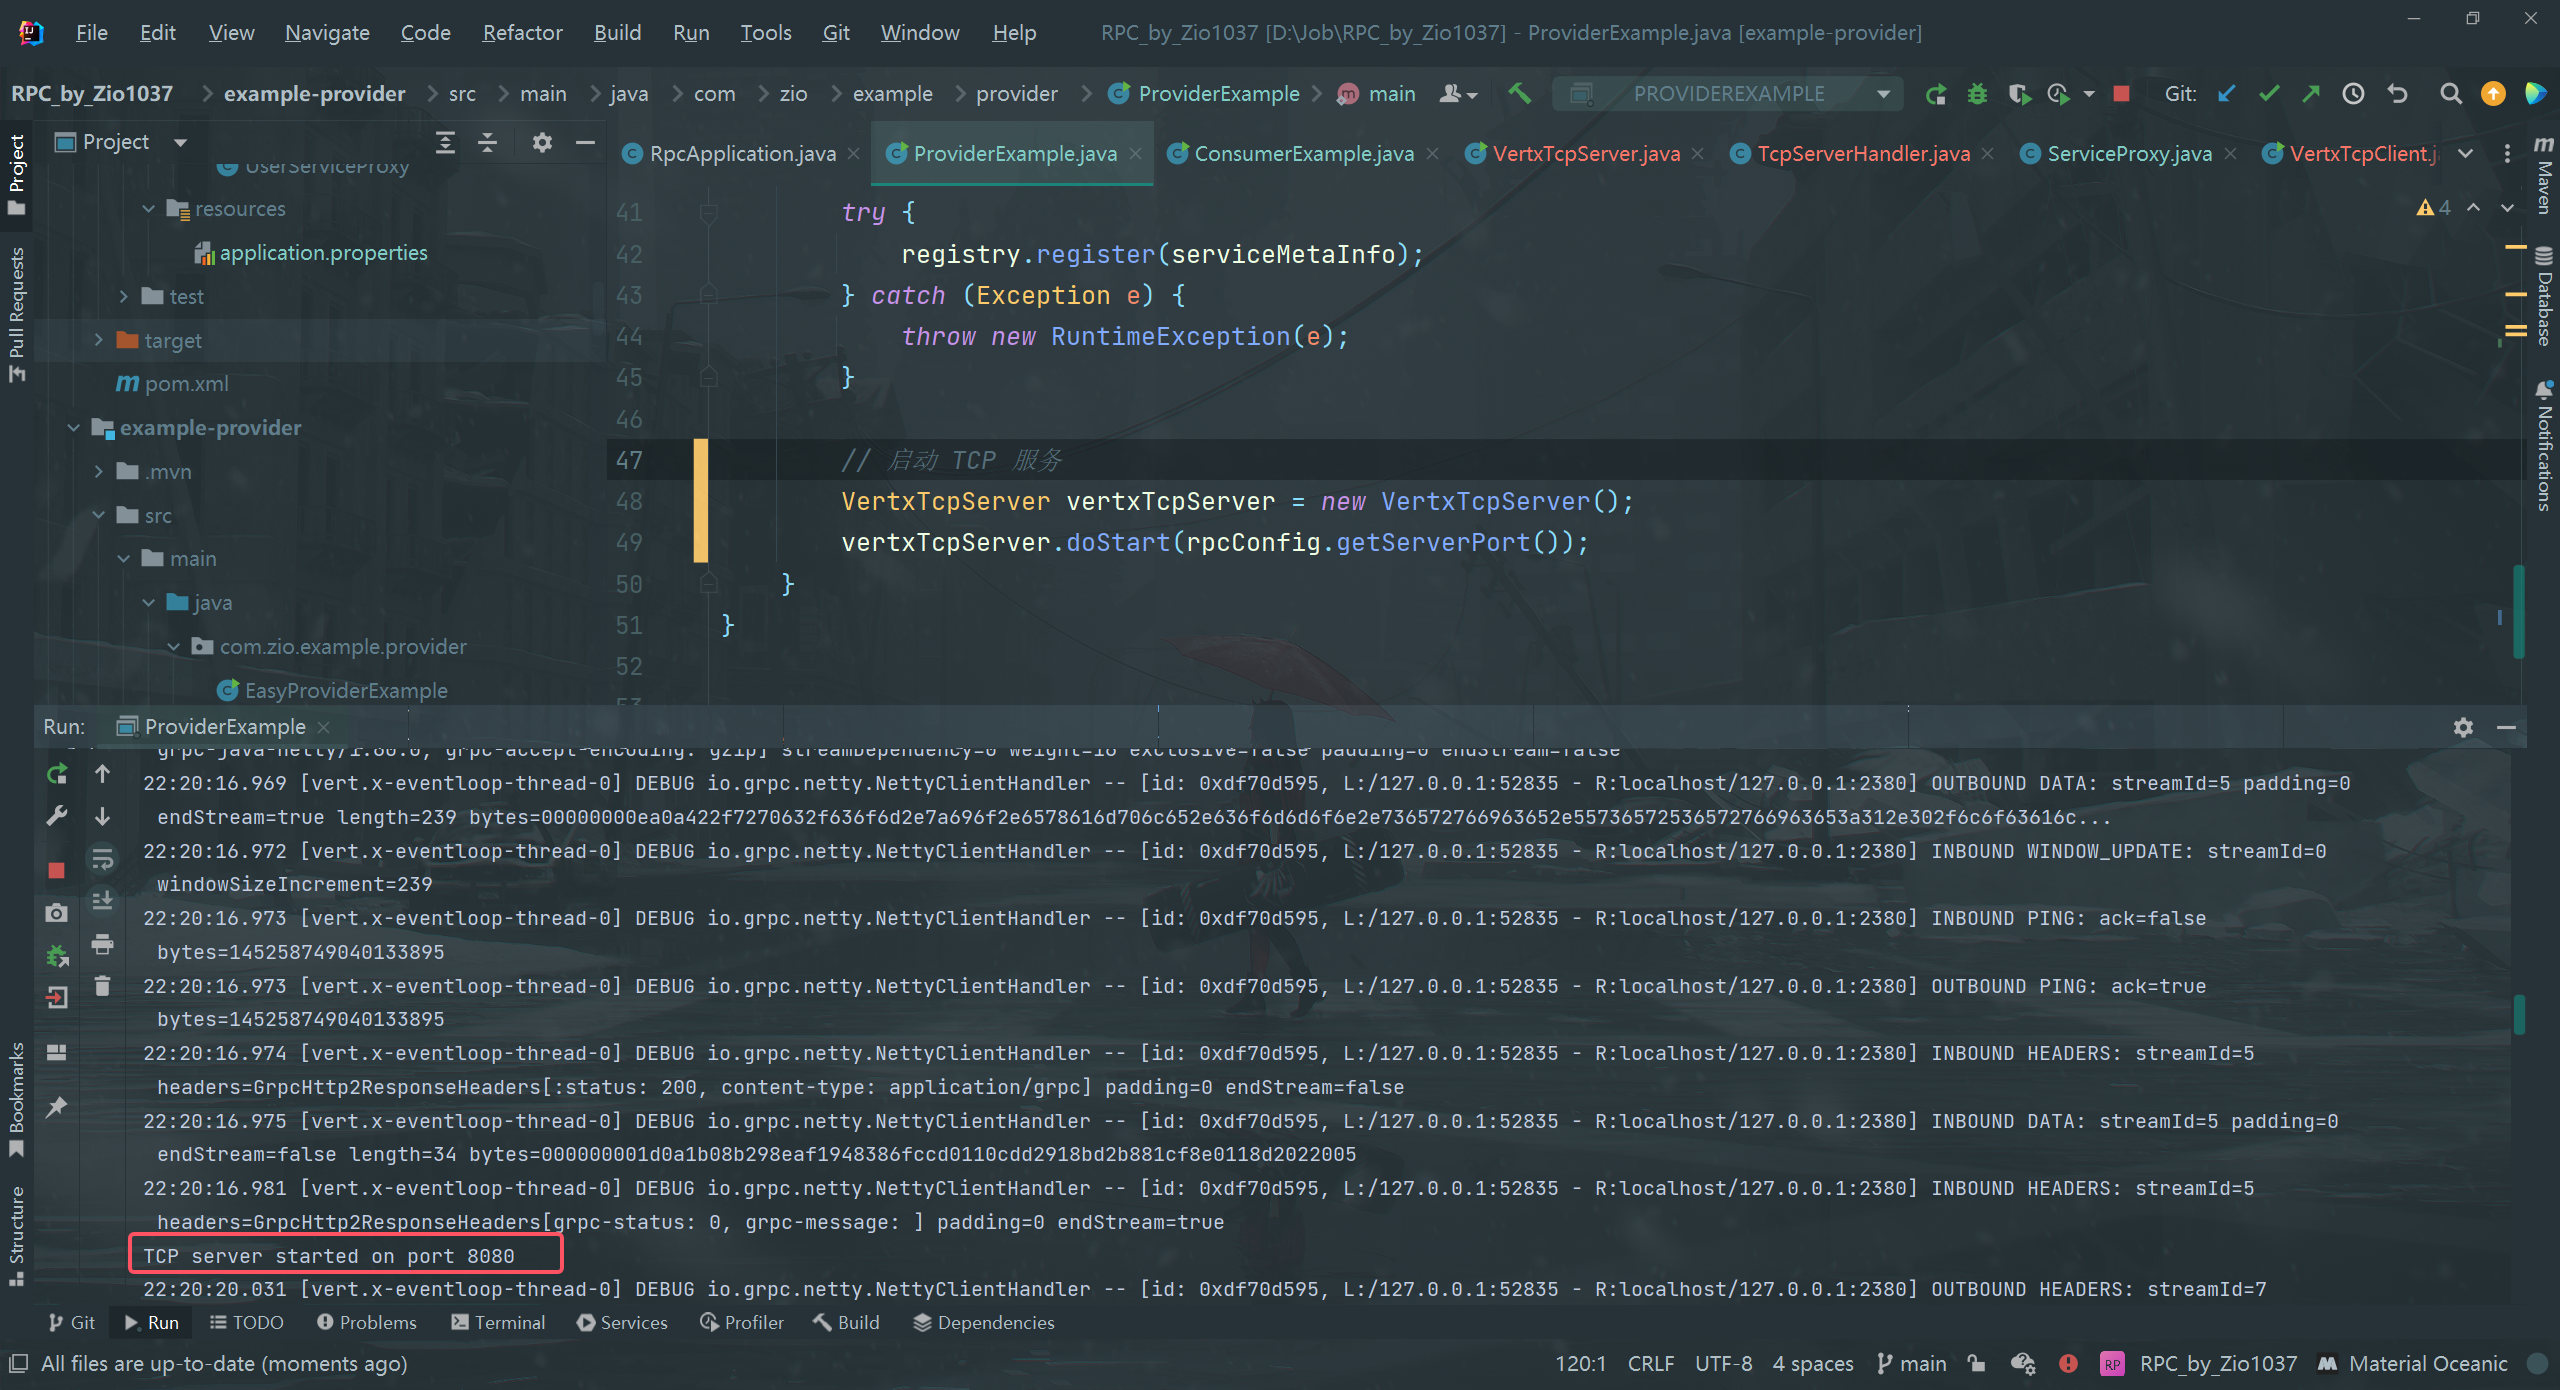 File Edit View Navigate Code Refactor Build Run Tools Git Window Help RPC_by_Zio1037 [D:\Job\RPC_by_Zio1037] - ProviderExample.java [example-provider]
RPC_by_Zio1037 example-provider src main java com zio example provider ProviderExample main PROVIDEREXAMPLE Git:
Project
RpcApplication.java ProviderExample.java ConsumerExample.java VertxTcpServer.java TcpServerHandler.java ServiceProxy.java VertxTcpClient.j
Project
Pull Requests
UserServiceProxy
resources
application.properties
test
target
pom.xml
example-provider
.mvn
src
main
java
com.zio.example.provider
EasyProviderExample
4
41 try {
42 registry.register(serviceMetaInfo);
43 } catch (Exception e) {
44 throw new RuntimeException(e);
45 }
46
47 // 启动 TCP 服务
48 VertxTcpServer vertxTcpServer = new VertxTcpServer();
49 vertxTcpServer.doStart(rpcConfig.getServerPort());
50 }
51 }
52
53
Maven
Database
Notifications
Run: ProviderExample
grpc-java-netty/1.60.0, grpc-accept-encoding: gzip] streamDependency=0 weight=16 exclusive=false padding=0 endStream=false
22:20:16.969 [vert.x-eventloop-thread-0] DEBUG io.grpc.netty.NettyClientHandler -- [id: 0xdf70d595, L:/127.0.0.1:52835 - R:localhost/127.0.0.1:2380] OUTBOUND DATA: streamId=5 padding=0
endStream=true length=239 bytes=00000000ea0a422f7270632f636f6d2e7a696f2e6578616d706c652e636f6d6d6f6e2e736572766963652e55736572536572766963653a312e302f6c6f63616c...
22:20:16.972 [vert.x-eventloop-thread-0] DEBUG io.grpc.netty.NettyClientHandler -- [id: 0xdf70d595, L:/127.0.0.1:52835 - R:localhost/127.0.0.1:2380] INBOUND WINDOW_UPDATE: streamId=0
windowSizeIncrement=239
22:20:16.973 [vert.x-eventloop-thread-0] DEBUG io.grpc.netty.NettyClientHandler -- [id: 0xdf70d595, L:/127.0.0.1:52835 - R:localhost/127.0.0.1:2380] INBOUND PING: ack=false
bytes=145258749040133895
22:20:16.973 [vert.x-eventloop-thread-0] DEBUG io.grpc.netty.NettyClientHandler -- [id: 0xdf70d595, L:/127.0.0.1:52835 - R:localhost/127.0.0.1:2380] OUTBOUND PING: ack=true
bytes=145258749040133895
22:20:16.974 [vert.x-eventloop-thread-0] DEBUG io.grpc.netty.NettyClientHandler -- [id: 0xdf70d595, L:/127.0.0.1:52835 - R:localhost/127.0.0.1:2380] INBOUND HEADERS: streamId=5
headers=GrpcHttp2ResponseHeaders[:status: 200, content-type: application/grpc] padding=0 endStream=false
22:20:16.975 [vert.x-eventloop-thread-0] DEBUG io.grpc.netty.NettyClientHandler -- [id: 0xdf70d595, L:/127.0.0.1:52835 - R:localhost/127.0.0.1:2380] INBOUND DATA: streamId=5 padding=0
endStream=false length=34 bytes=000000001d0a1b08b298eaf1948386fccd0110cdd2918bd2b881cf8e0118d2022005
22:20:16.981 [vert.x-eventloop-thread-0] DEBUG io.grpc.netty.NettyClientHandler -- [id: 0xdf70d595, L:/127.0.0.1:52835 - R:localhost/127.0.0.1:2380] INBOUND HEADERS: streamId=5
headers=GrpcHttp2ResponseHeaders[grpc-status: 0, grpc-message: ] padding=0 endStream=true
TCP server started on port 8080
22:20:20.031 [vert.x-eventloop-thread-0] DEBUG io.grpc.netty.NettyClientHandler -- [id: 0xdf70d595, L:/127.0.0.1:52835 - R:localhost/127.0.0.1:2380] OUTBOUND HEADERS: streamId=7
Bookmarks
Structure
Git Run TODO Problems Terminal Services Profiler Build Dependencies
All files are up-to-date (moments ago) 120:1 CRLF UTF-8 4 spaces main RP RPC_by_Zio1037 Material Oceanic